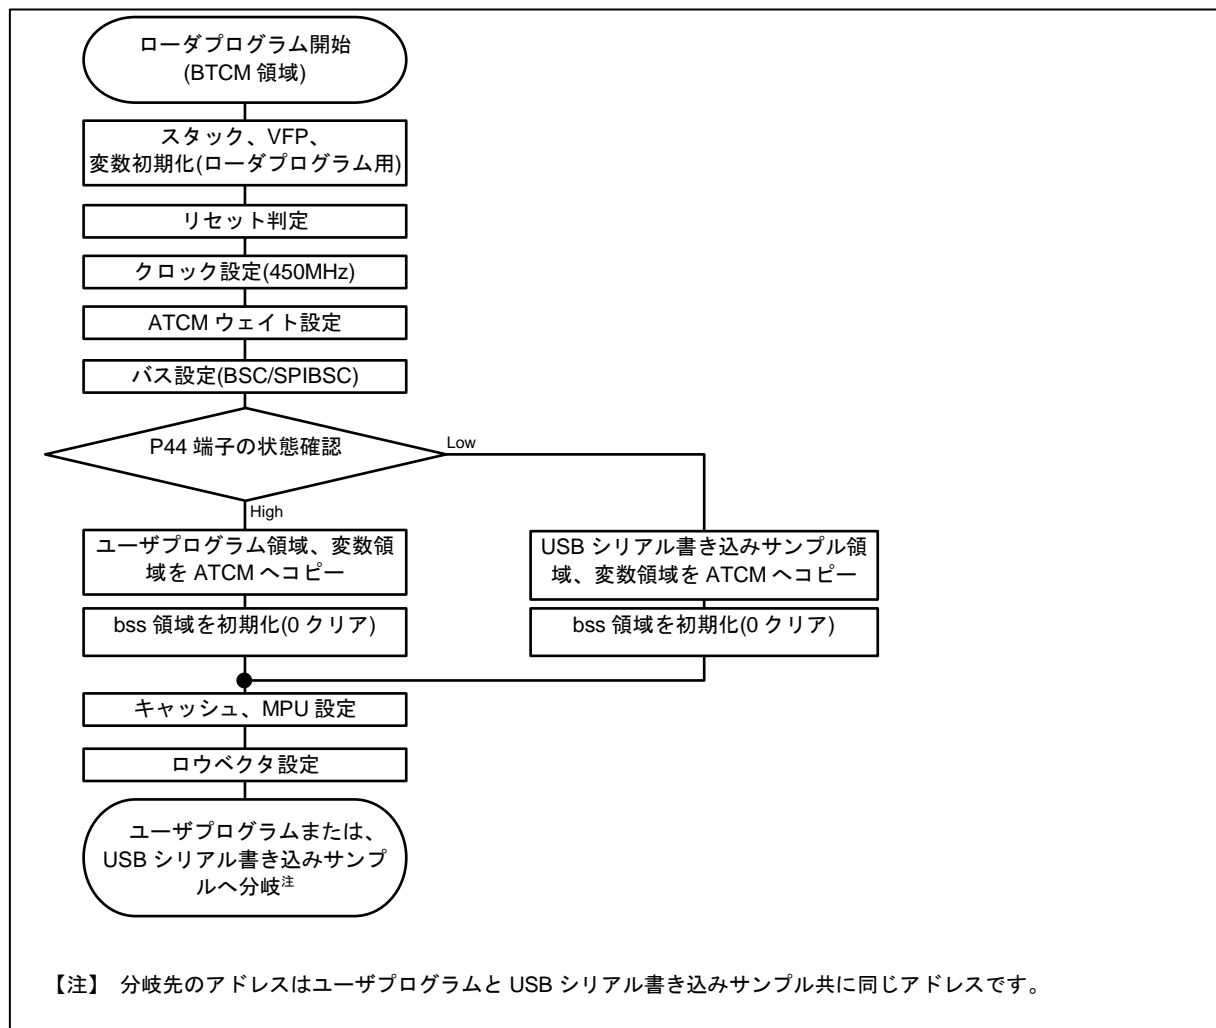 ローダプログラム開始
(BTCM 領域)
スタック、VFP、
変数初期化(ローダプログラム用)
リセット判定
クロック設定(450MHz)
ATCM ウェイト設定
バス設定(BSC/SPIBSC)
P44 端子の状態確認
Low
High
ユーザプログラム領域、変数領
域を ATCM へコピー
USB シリアル書き込みサンプル領
域、変数領域を ATCM へコピー
bss 領域を初期化(0 クリア)
bss 領域を初期化(0 クリア)
キャッシュ、MPU 設定
ロウベクタ設定
ユーザプログラムまたは、
USB シリアル書き込みサンプ
ルへ分岐注
【注】 分岐先のアドレスはユーザプログラムと USB シリアル書き込みサンプル共に同じアドレスです。